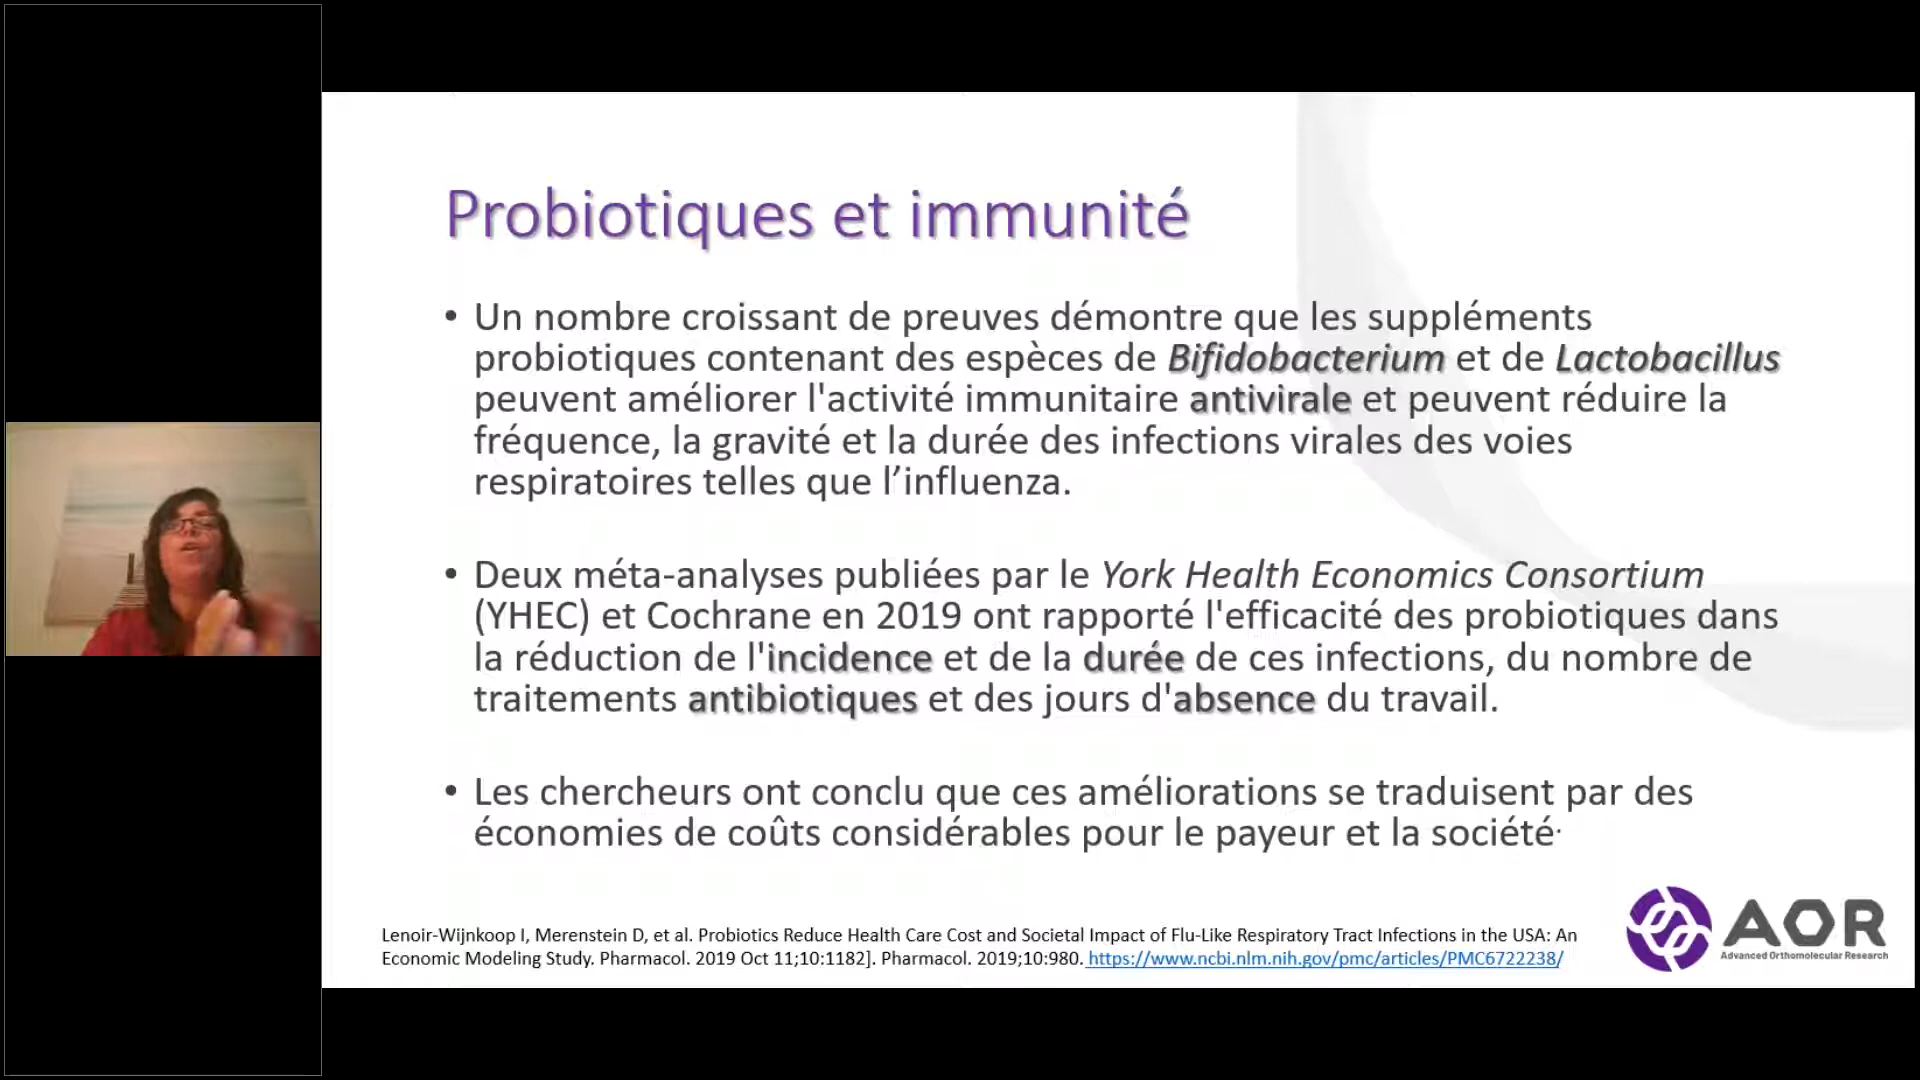 Probiotiques et immunité
• Un nombre croissant de preuves démontre que les suppléments
probiotiques contenant des espèces de Bifidobacterium et de Lactobacillus
peuvent améliorer l'activité immunitaire antivirale et peuvent réduire la
fréquence, la gravité et la durée des infections virales des voies
respiratoires telles que l’influenza.
• Deux méta-analyses publiées par le York Health Economics Consortium
(YHEC) et Cochrane en 2019 ont rapporté l'efficacité des probiotiques dans
la réduction de l'incidence et de la durée de ces infections, du nombre de
traitements antibiotiques et des jours d'absence du travail.
• Les chercheurs ont conclu que ces améliorations se traduisent par des
économies de coûts considérables pour le payeur et la société.
Lenoir-Wijnkoop I, Merenstein D, et al. Probiotics Reduce Health Care Cost and Societal Impact of Flu-Like Respiratory Tract Infections in the USA: An
Economic Modeling Study. Pharmacol. 2019 Oct 11;10:1182]. Pharmacol. 2019;10:980. https://www.ncbi.nlm.nih.gov/pmc/articles/PMC6722238/
AOR
Advanced Orthomolecular Research